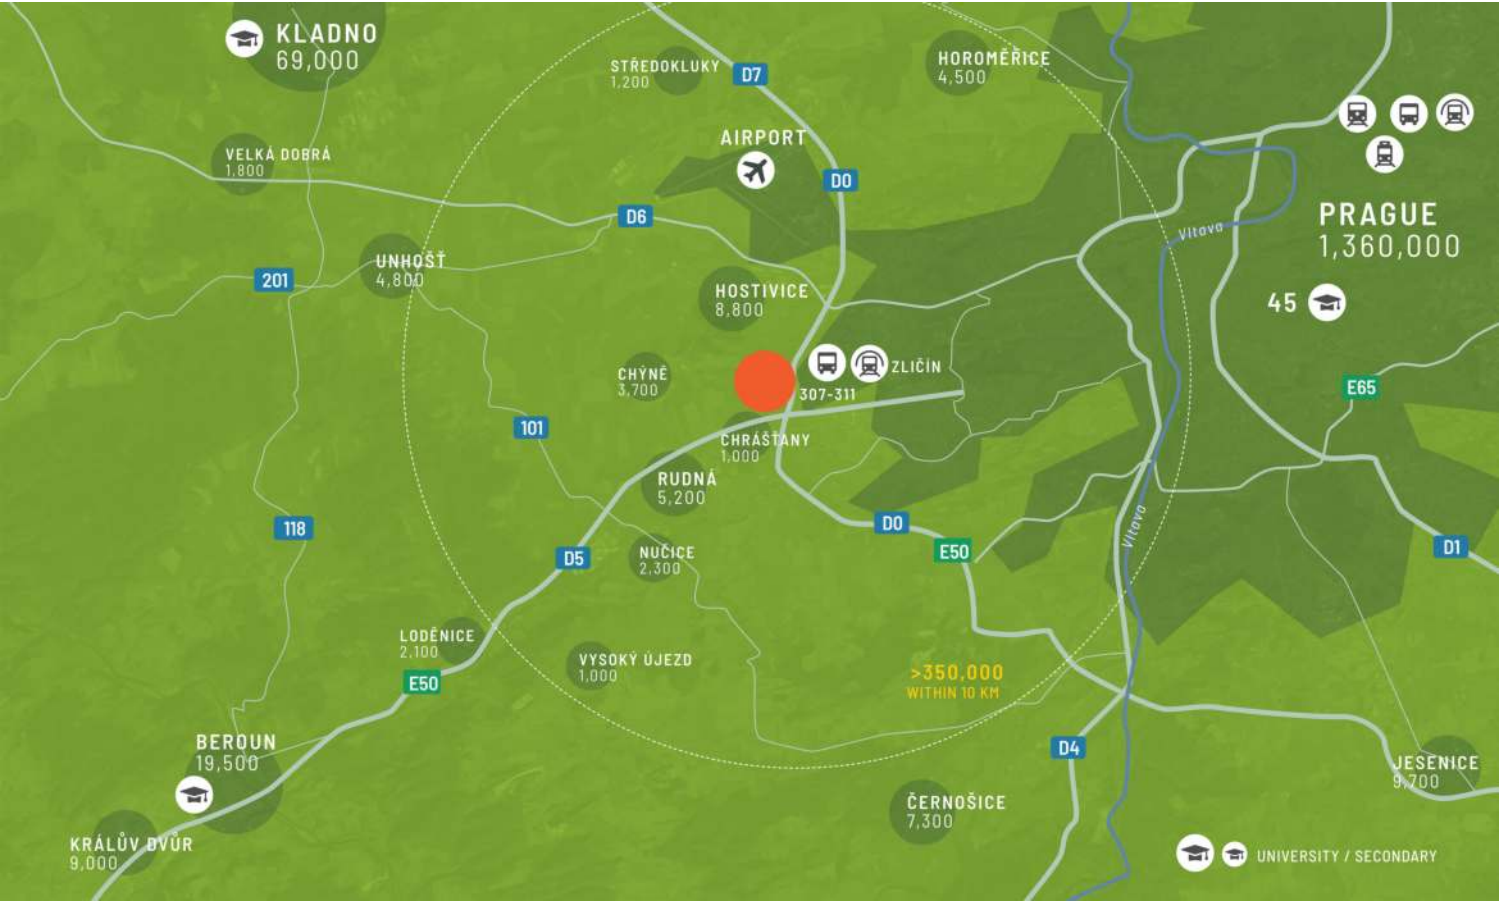 KLADNO
69,000
STŘEDOKLUKY
1,200
D7
HOROMĚŘICE
4,500
AIRPORT
VELKÁ DOBRÁ
1.800
D0
D6
PRAGUE
1,360,000
Vltava
UNHOŠŤ
4,800
201
HOSTIVICE
8,800
45
CHÝNĚ
3,700
ZLIČÍN
307-311
E65
101
CHRÁŠŤANY
1,000
RUDNÁ
5,200
118
D0
Vltava
NUČICE
2,300
D5
E50
D1
LODĚNICE
2,100
VYSOKÝ ÚJEZD
1,000
>350,000
WITHIN 10 KM
E50
BEROUN
19,500
D4
JESENICE
9,700
ČERNOŠICE
7,300
KRÁLŮV DVŮR
9,000
UNIVERSITY / SECONDARY